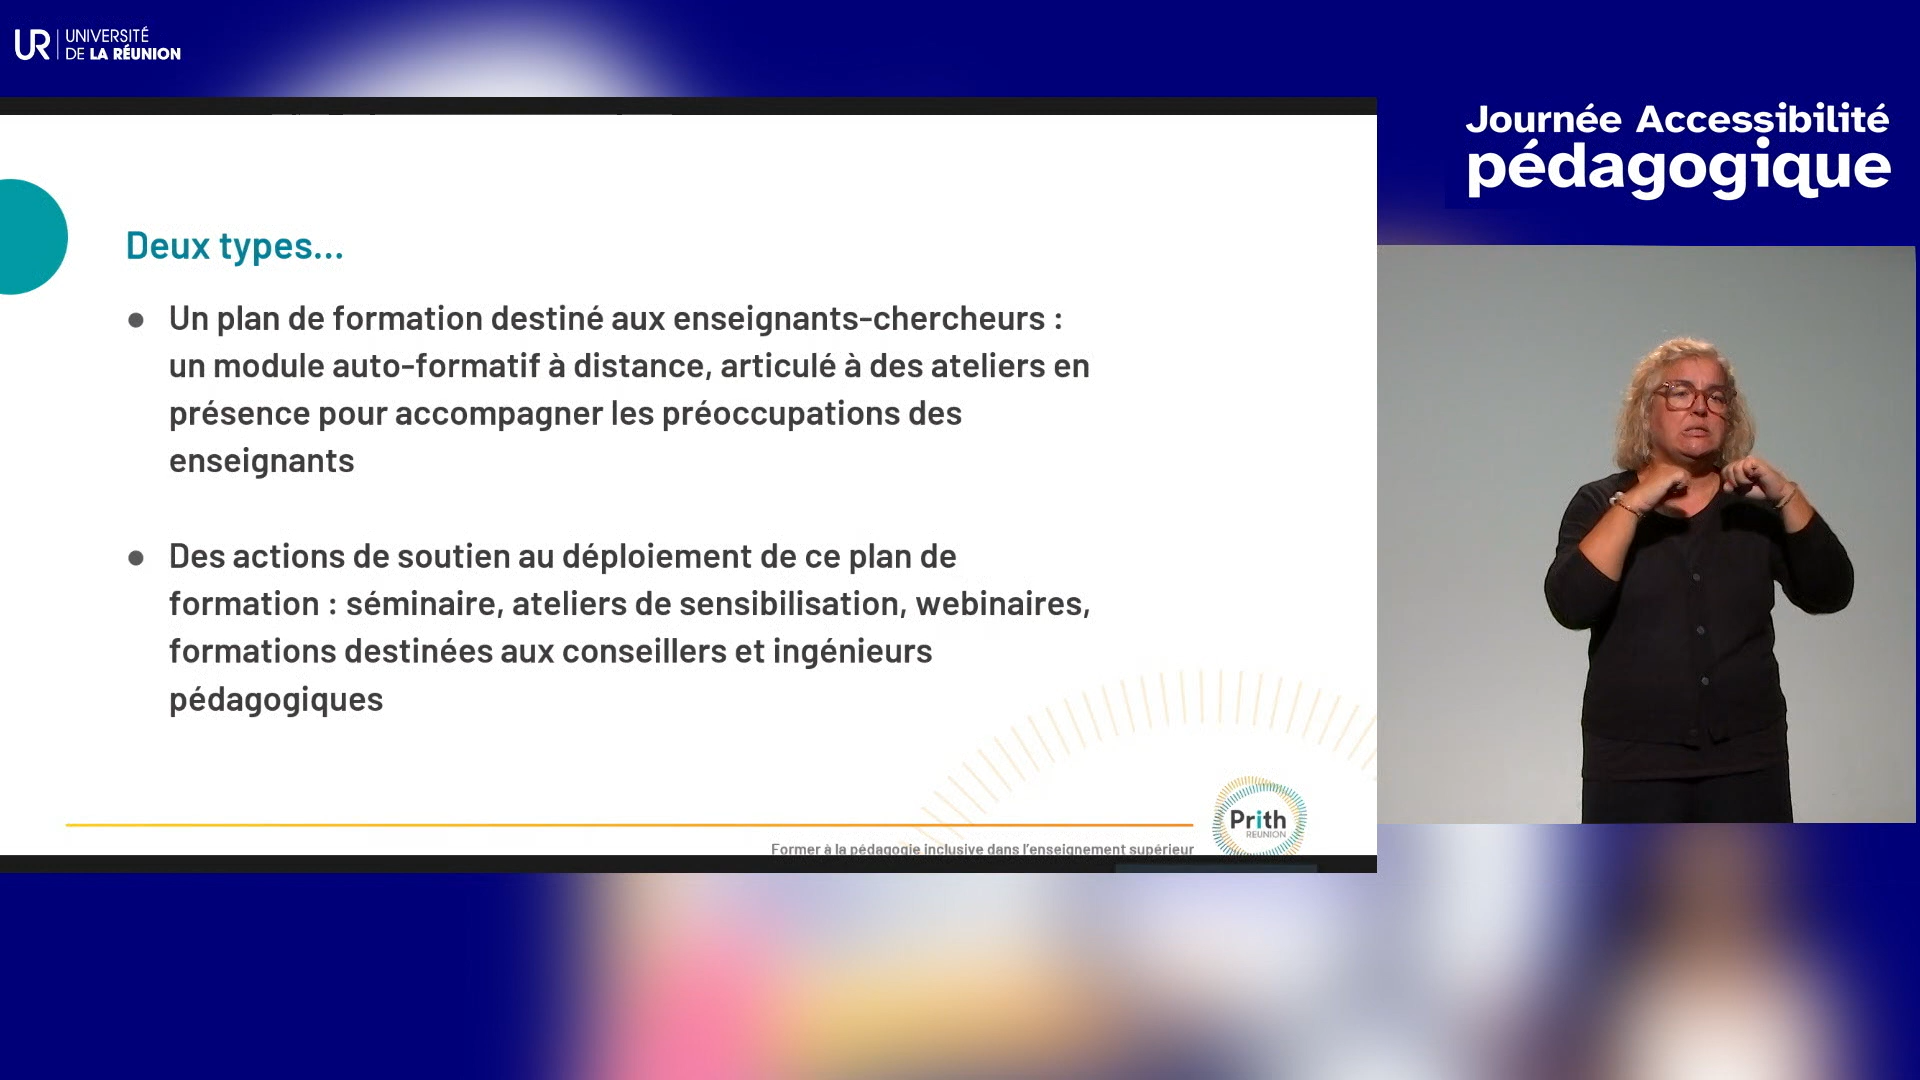 UR UNIVERSITÉ
DE LA RÉUNION
Journée Accessibilité
pédagogique
Deux types...
● Un plan de formation destiné aux enseignants-chercheurs :
un module auto-formatif à distance, articulé à des ateliers en
présence pour accompagner les préoccupations des
enseignants
● Des actions de soutien au déploiement de ce plan de
formation : séminaire, ateliers de sensibilisation, webinaires,
formations destinées aux conseillers et ingénieurs
pédagogiques
Prith
REUNION
Former à la pédagogie inclusive dans l'enseignement supérieur